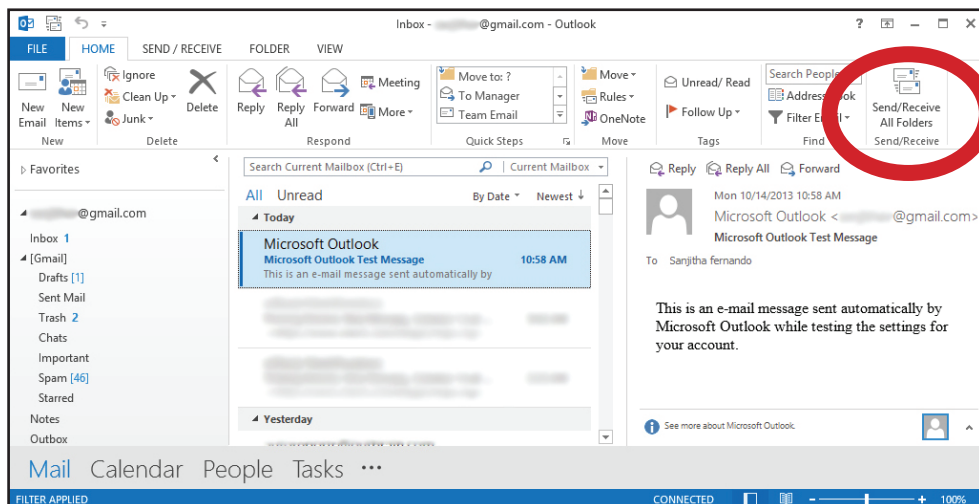 Inbox - @gmail.com - Outlook
?
FILE HOME SEND / RECEIVE FOLDER VIEW
New Email
New Items
Ignore
Clean Up
Junk
Delete
Reply
Reply All
Forward
Meeting
More
Move to: ?
To Manager
Team Email
Move
Rules
OneNote
Unread/ Read
Follow Up
Search People
Address Book
Filter Email
Send/Receive All Folders
New Delete Respond Quick Steps Move Tags Find Send/Receive
Favorites
@gmail.com
Inbox 1
[Gmail]
Drafts [1]
Sent Mail
Trash 2
Chats
Important
Spam [46]
Starred
Notes
Outbox
Search Current Mailbox (Ctrl+E) Current Mailbox
All Unread By Date Newest
Today
Microsoft Outlook
Microsoft Outlook Test Message 10:58 AM
This is an e-mail message sent automatically by
Yesterday
Reply Reply All Forward
Mon 10/14/2013 10:58 AM
Microsoft Outlook < @gmail.com>
Microsoft Outlook Test Message
To Sanjitha fernando
This is an e-mail message sent automatically by
Microsoft Outlook while testing the settings for
your account.
See more about Microsoft Outlook.
Mail Calendar People Tasks ···
FILTER APPLIED CONNECTED - + 100%